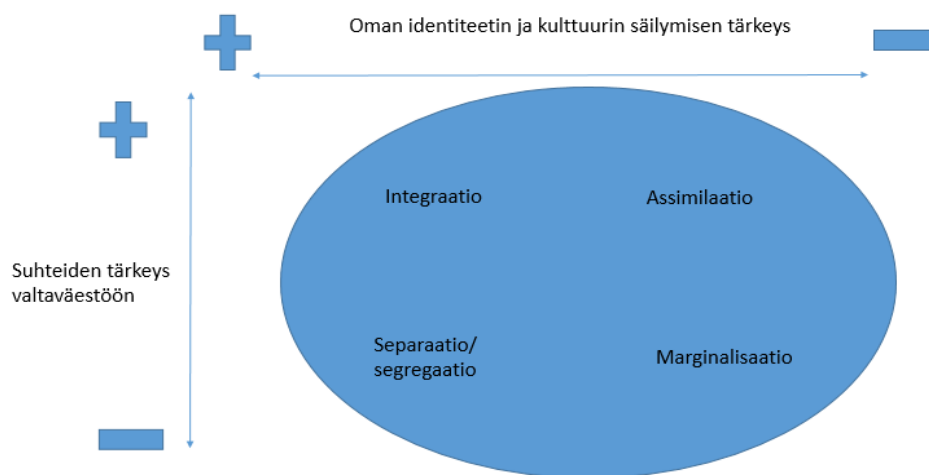 Oman identiteetin ja kulttuurin säilymisen tärkeys
Integraatio
Assimilaatio
Suhteiden tärkeys
valtaväestöön
Separaatio/
segregaatio
Marginalisaatio